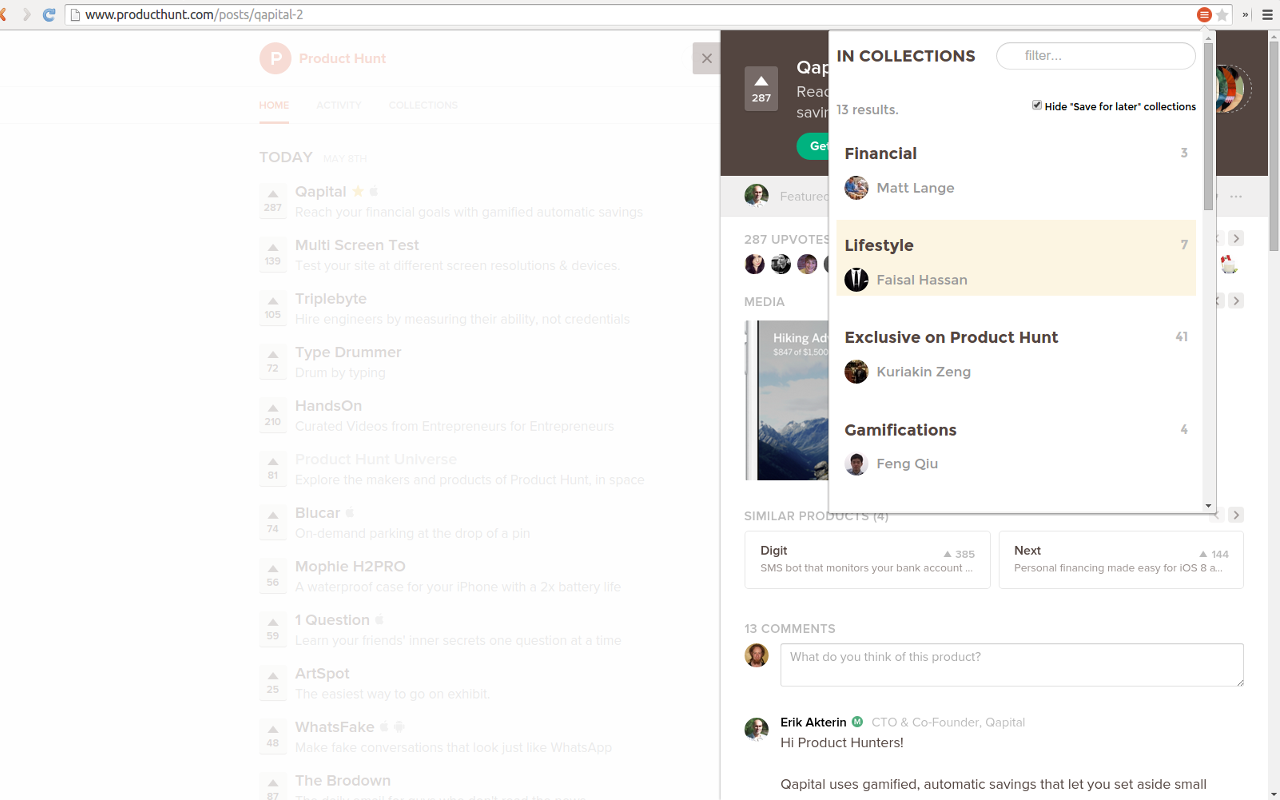 www.producthunt.com/posts/qapital-2
»
P Product Hunt
HOME ACTIVITY COLLECTIONS
TODAY MAY 8TH
287
Qapital
Reach your financial goals with gamified automatic savings
139
Multi Screen Test
Test your site at different screen resolutions & devices.
105
Triplebyte
Hire engineers by measuring their ability, not credentials
72
Type Drummer
Drum by typing
210
HandsOn
Curated Videos from Entrepreneurs for Entrepreneurs
81
Product Hunt Universe
Explore the makers and products of Product Hunt, in space
74
Blucar
On-demand parking at the drop of a pin
56
Mophie H2PRO
A waterproof case for your iPhone with a 2x battery life
59
1 Question
Learn your friends' inner secrets one question at a time
25
ArtSpot
The easiest way to go on exhibit.
48
WhatsFake
Make fake conversations that look just like WhatsApp
87
The Brodown
287
Qap
Reac
savin
Get
Featured
287 UPVOTES
MEDIA
Hiking Ad
$847 of $1,500
IN COLLECTIONS
filter...
13 results.
Hide "Save for later" collections
Financial 3
Matt Lange
Lifestyle 7
Faisal Hassan
Exclusive on Product Hunt 41
Kuriakin Zeng
Gamifications 4
Feng Qiu
SIMILAR PRODUCTS (4)
Digit 385
SMS bot that monitors your bank account ...
Next 144
Personal financing made easy for iOS 8 a...
13 COMMENTS
What do you think of this product?
Erik Akterin M CTO & Co-Founder, Qapital
Hi Product Hunters!
Qapital uses gamified, automatic savings that let you set aside small